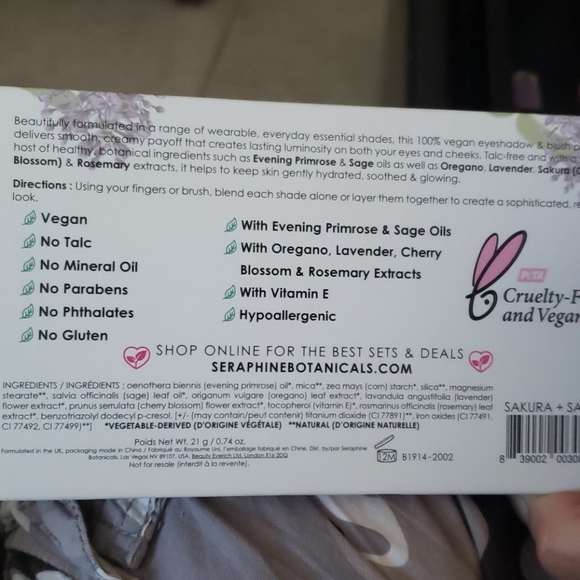 Beautifully formulated in a range of wearable, everyday essential shades, this 100% vegan eyeshadow & blush
delivers smooth, creamy payoff that creates lasting luminosity on both your eyes and cheeks. Talc-free and with a
host of healthy, botanical ingredients such as Evening Primrose & Sage oils as well as Oregano, Lavender, Sakura
Blossom) & Rosemary extracts, it helps to keep skin gently hydrated, soothed & glowing.
Directions : Using your fingers or brush, blend each shade alone or layer them together to create a sophisticated,
look.
Vegan
No Talc
No Mineral Oil
No Parabens
No Phthalates
No Gluten
With Evening Primrose & Sage Oils
With Oregano, Lavender, Cherry
Blossom & Rosemary Extracts
With Vitamin E
Hypoallergenic
PETA
Cruelty-F
and Vegan
SHOP ONLINE FOR THE BEST SETS & DEALS
SERAPHINEBOTANICALS.COM
INGREDIENTS / INGRÉDIENTS : oenothera biennis (evening primrose) oil*, mica**, zea mays (corn) starch*, silica**, magnesium
stearate**, salvia officinalis (sage) leaf oil*, origanum vulgare (oregano) leaf extract*, lavandula angustifolia (lavender)
flower extract*, prunus serrulata (cherry blossom) flower extract*, tocopherol (vitamin E)*, rosmarinus officinalis (rosemary) leaf
extract*, benzotriazolyl dodecyl p-cresol. [+/- (may contain/peut contenir) titanium dioxide (CI77891)**, iron oxides (CI 77491,
CI 77492, CI 77499)**] *VEGETABLE-DERIVED (D'ORIGINE VÉGÉTALE) **NATURAL (D'ORIGINE NATURELLE)
SAKURA + SA
Poids Net Wt. 21 g / 0.74 oz.
Formulated in the UK, packaging made in China / Fabriqué au Royaume Uni, l'emballage fabriqué en Chine. Dist. by/par Seraphine
Botanicals, Las Vegas NV 89107, USA. Beauty Everich Ltd, London E16 2DQ
Not for resale (interdit à la revente).
12M
B1914-2002
8 39002 0030